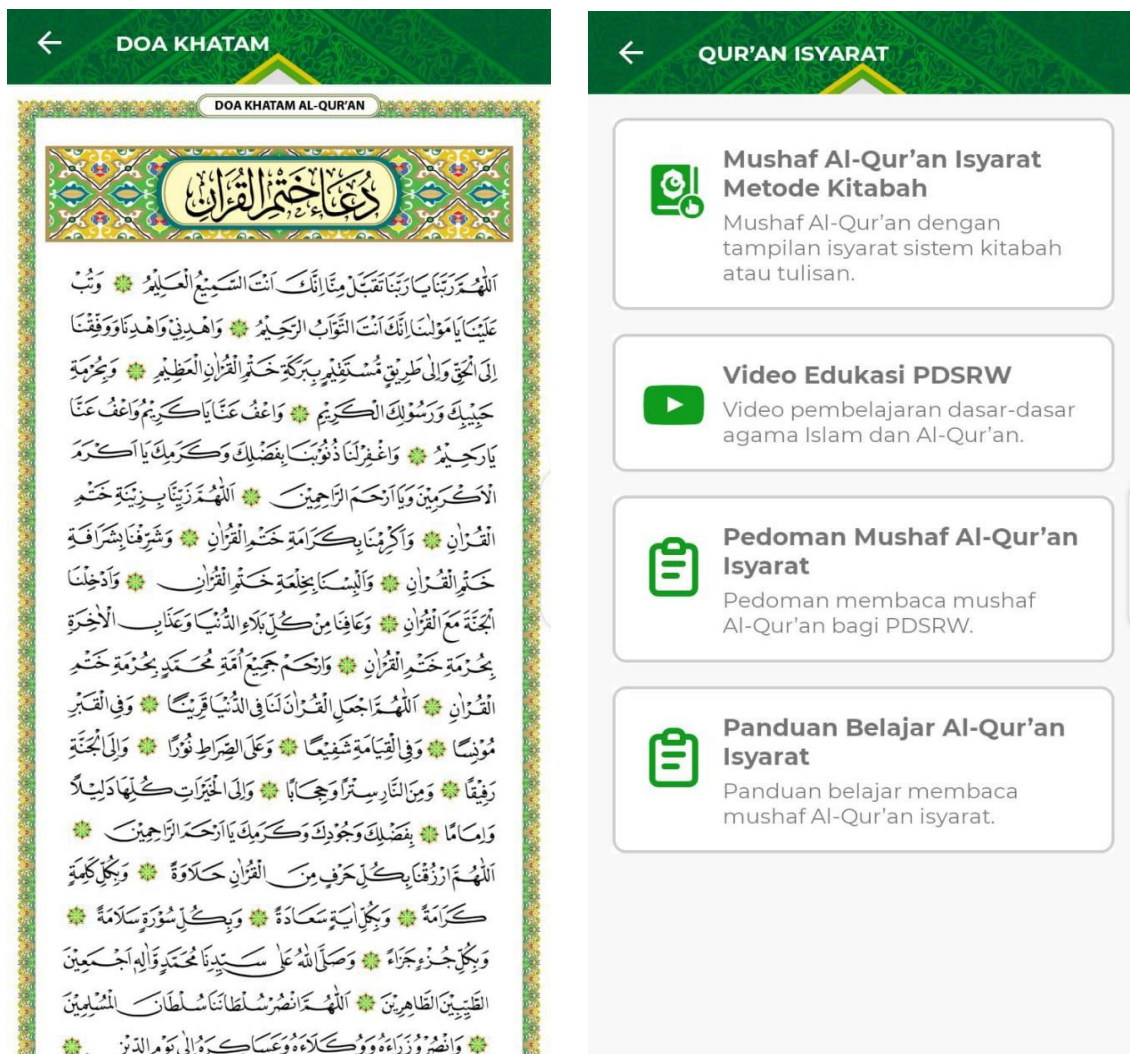 DOA KHATAM
DOA KHATAM AL-QUR'AN
دُعَاءُ خَتْمِ الْقُرْاٰنِ
اَللّٰهُمَّ رَبَّنَا يَا رَبَّنَا تَقَبَّلْ مِنَّا اِنَّكَ اَنْتَ السَّمِيْعُ الْعَلِيْمُ ۞ وَتُبْ
عَلَيْنَا يَا مَوْلٰىنَا اِنَّكَ اَنْتَ التَّوَّابُ الرَّحِيْمُ ۞ وَاهْدِنِيْ وَاهْدِنَا وَوَفِّقْنَا
اِلَى الْحَقِّ وَاِلٰى طَرِيْقٍ مُّسْتَقِيْمٍ بِبَرَكَةِ خَتْمِ الْقُرْاٰنِ الْعَظِيْمِ ۞ وَبِحُرْمَةِ
حَبِيْبِكَ وَرَسُوْلِكَ الْكَرِيْمِ ۞ وَاعْفُ عَنَّا يَا كَرِيْمُ وَاعْفُ عَنَّا
يَا رَحِيْمُ ۞ وَاغْفِرْ لَنَا ذُنُوْبَنَا بِفَضْلِكَ وَكَرَمِكَ يَا اَكْرَمَ
الْاَكْرَمِيْنَ وَيَا اَرْحَمَ الرَّاحِمِيْنَ ۞ اَللّٰهُمَّ زَيِّنَّا بِزِيْنَةِ خَتْمِ
الْقُرْاٰنِ ۞ وَاَكْرِمْنَا بِكَرَامَةِ خَتْمِ الْقُرْاٰنِ ۞ وَشَرِّفْنَا بِشَرَافَةِ
خَتْمِ الْقُرْاٰنِ ۞ وَاَلْبِسْنَا بِخِلْعَةِ خَتْمِ الْقُرْاٰنِ ۞ وَاَدْخِلْنَا
الْجَنَّةَ مَعَ الْقُرْاٰنِ ۞ وَعَافِنَا مِنْ كُلِّ بَلَاءِ الدُّنْيَا وَعَذَابِ الْاٰخِرَةِ
بِحُرْمَةِ خَتْمِ الْقُرْاٰنِ ۞ وَارْحَمْ جَمِيْعَ اُمَّةِ مُحَمَّدٍ بِحُرْمَةِ خَتْمِ
الْقُرْاٰنِ ۞ اَللّٰهُمَّ اجْعَلِ الْقُرْاٰنَ لَنَا فِى الدُّنْيَا قَرِيْنًا ۞ وَفِى الْقَبْرِ
مُوْنِسًا ۞ وَفِى الْقِيَامَةِ شَفِيْعًا ۞ وَعَلَى الصِّرَاطِ نُوْرًا ۞ وَاِلَى الْجَنَّةِ
رَفِيْقًا ۞ وَمِنَ النَّارِ سِتْرًا وَحِجَابًا ۞ وَاِلَى الْخَيْرَاتِ كُلِّهَا دَلِيْلًا
وَاِمَامًا ۞ بِفَضْلِكَ وَجُوْدِكَ وَكَرَمِكَ يَا اَرْحَمَ الرَّاحِمِيْنَ ۞
اَللّٰهُمَّ ارْزُقْنَا بِكُلِّ حَرْفٍ مِنَ الْقُرْاٰنِ حَلَاوَةً ۞ وَبِكُلِّ كَلِمَةٍ
كَرَامَةً ۞ وَبِكُلِّ اٰيَةٍ سَعَادَةً ۞ وَبِكُلِّ سُوْرَةٍ سَلَامَةً ۞
وَبِكُلِّ جُزْءٍ جَزَاءً ۞ وَصَلَّى اللّٰهُ عَلٰى سَيِّدِنَا مُحَمَّدٍ وَّاٰلِهٖ اَجْمَعِيْنَ
الطَّيِّبِيْنَ الطَّاهِرِيْنَ ۞ اَللّٰهُمَّ انْصُرْ سُلْطَانَنَا سُلْطَانَ الْمُسْلِمِيْنَ
۞ وَانْصُرْ وُزَرَاءَهُ وَوُكَلَاءَهُ وَعَسَاكِرَهُ اِلٰى يَوْمِ الدِّيْنِ ۞
QUR'AN ISYARAT
Mushaf Al-Qur'an Isyarat
Metode Kitabah
Mushaf Al-Qur'an dengan
tampilan isyarat sistem kitabah
atau tulisan.
Video Edukasi PDSRW
Video pembelajaran dasar-dasar
agama Islam dan Al-Qur'an.
Pedoman Mushaf Al-Qur'an
Isyarat
Pedoman membaca mushaf
Al-Qur'an bagi PDSRW.
Panduan Belajar Al-Qur'an
Isyarat
Panduan belajar membaca
mushaf Al-Qur'an isyarat.